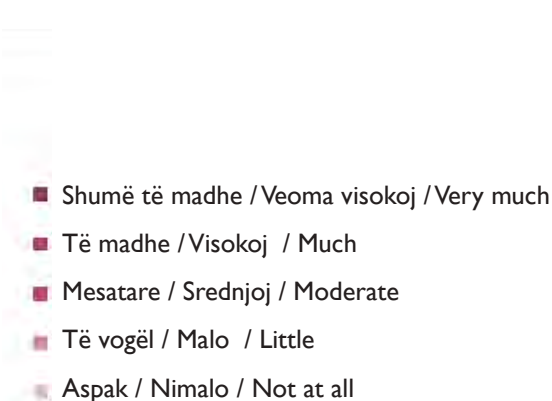 Shumë të madhe / Veoma visokoj / Very much
Të madhe / Visokoj / Much
Mesatare / Srednjoj / Moderate
Të vogël / Malo / Little
Aspak / Nimalo / Not at all